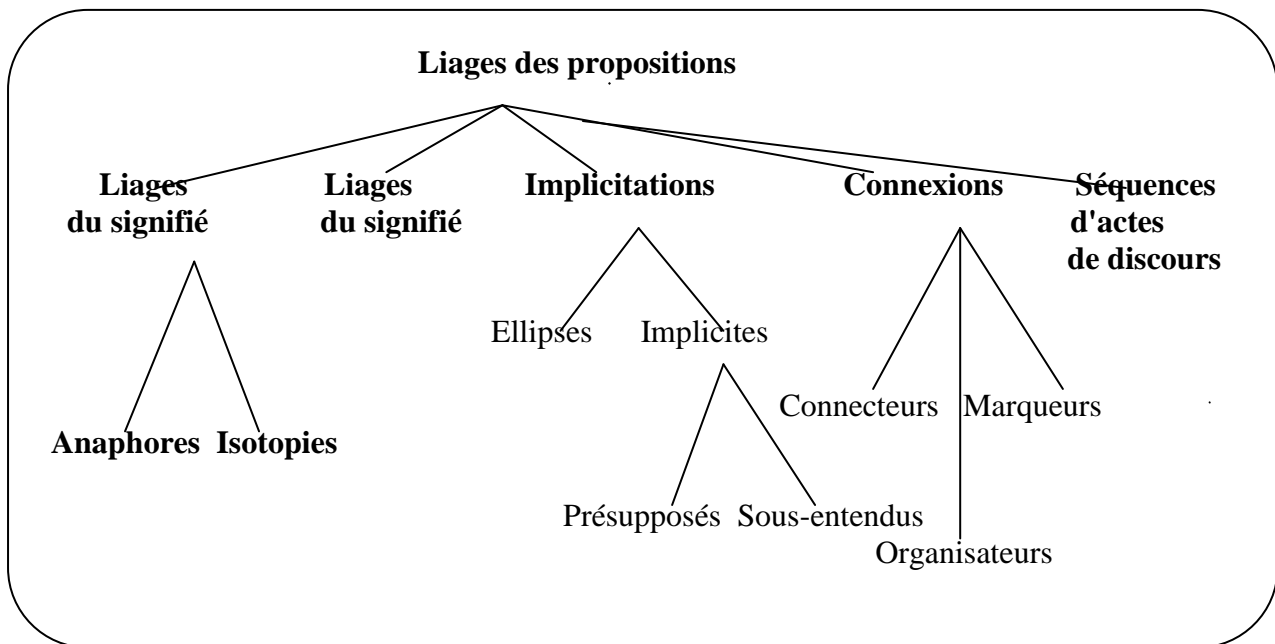 Liages des propositions
Liages
du signifié
Liages
du signifié
Implicitations
Connexions
Séquences
d'actes
de discours
Ellipses
Implicites
Connecteurs
Marqueurs
Anaphores
Isotopies
Présupposés
Sous-entendus
Organisateurs